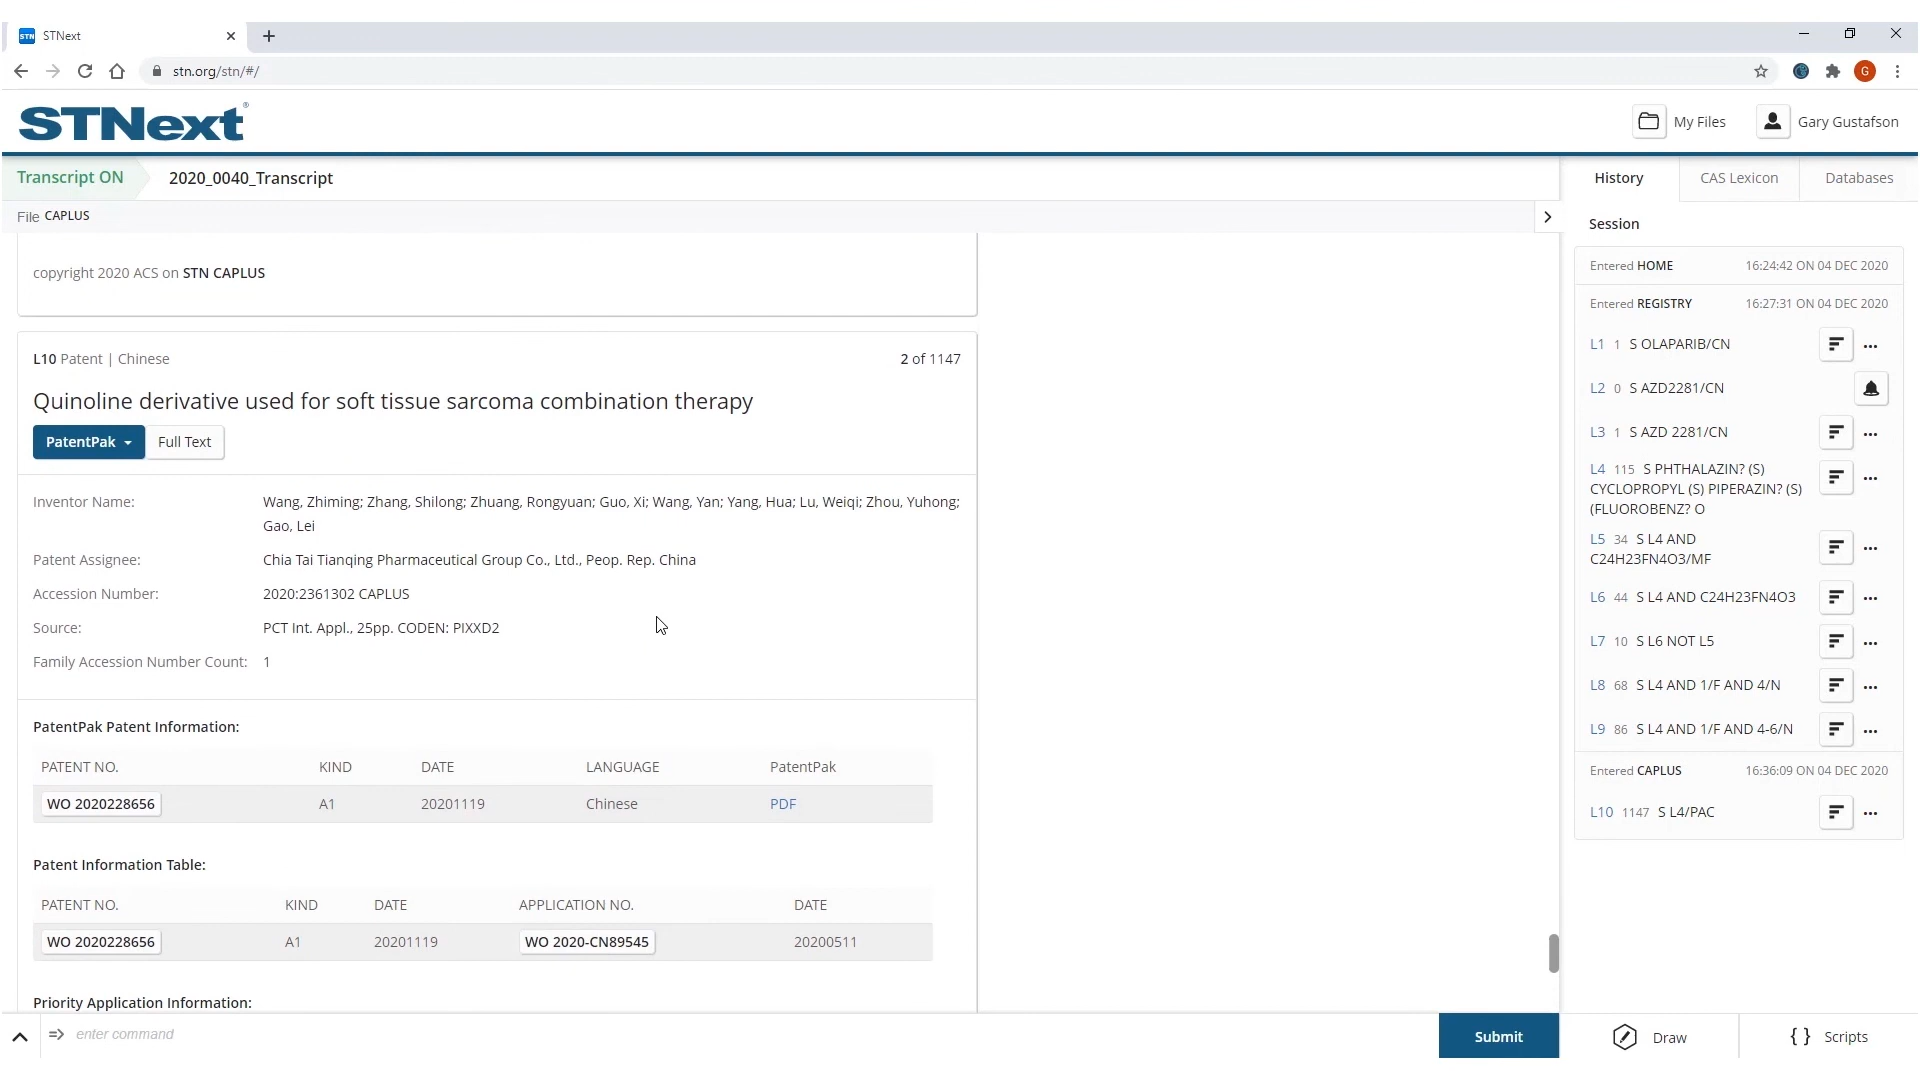 STNext
stn.org/stn/#/
STNext®
My Files
Gary Gustafson
Transcript ON
2020_0040_Transcript
File CAPLUS
copyright 2020 ACS on STN CAPLUS
L10 Patent | Chinese
2 of 1147
Quinoline derivative used for soft tissue sarcoma combination therapy
PatentPak
Full Text
Inventor Name: Wang, Zhiming; Zhang, Shilong; Zhuang, Rongyuan; Guo, Xi; Wang, Yan; Yang, Hua; Lu, Weiqi; Zhou, Yuhong;
Gao, Lei
Patent Assignee: Chia Tai Tianqing Pharmaceutical Group Co., Ltd., Peop. Rep. China
Accession Number: 2020:2361302 CAPLUS
Source: PCT Int. Appl., 25pp. CODEN: PIXXD2
Family Accession Number Count: 1
PatentPak Patent Information:
PATENT NO. KIND DATE LANGUAGE PatentPak
WO 2020228656 A1 20201119 Chinese PDF
Patent Information Table:
PATENT NO. KIND DATE APPLICATION NO. DATE
WO 2020228656 A1 20201119 WO 2020-CN89545 20200511
Priority Application Information:
=> enter command
Submit
History
CAS Lexicon
Databases
Session
Entered HOME 16:24:42 ON 04 DEC 2020
Entered REGISTRY 16:27:31 ON 04 DEC 2020
L1 1 S OLAPARIB/CN
L2 0 S AZD2281/CN
L3 1 S AZD 2281/CN
L4 115 S PHTHALAZIN? (S)
CYCLOPROPYL (S) PIPERAZIN? (S)
(FLUOROBENZ? O
L5 34 S L4 AND
C24H23FN4O3/MF
L6 44 S L4 AND C24H23FN4O3
L7 10 S L6 NOT L5
L8 68 S L4 AND 1/F AND 4/N
L9 86 S L4 AND 1/F AND 4-6/N
Entered CAPLUS 16:36:09 ON 04 DEC 2020
L10 1147 S L4/PAC
Draw
{ } Scripts